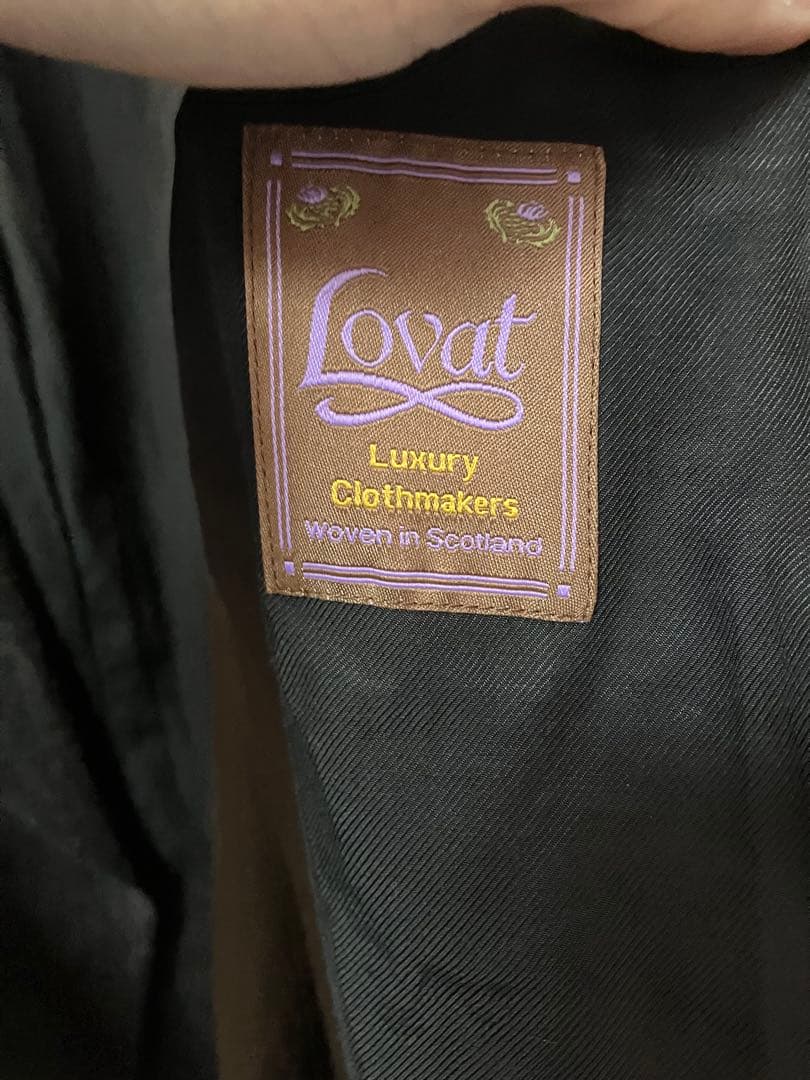 Lovat
Luxury
Clothmakers
Woven in Scotland